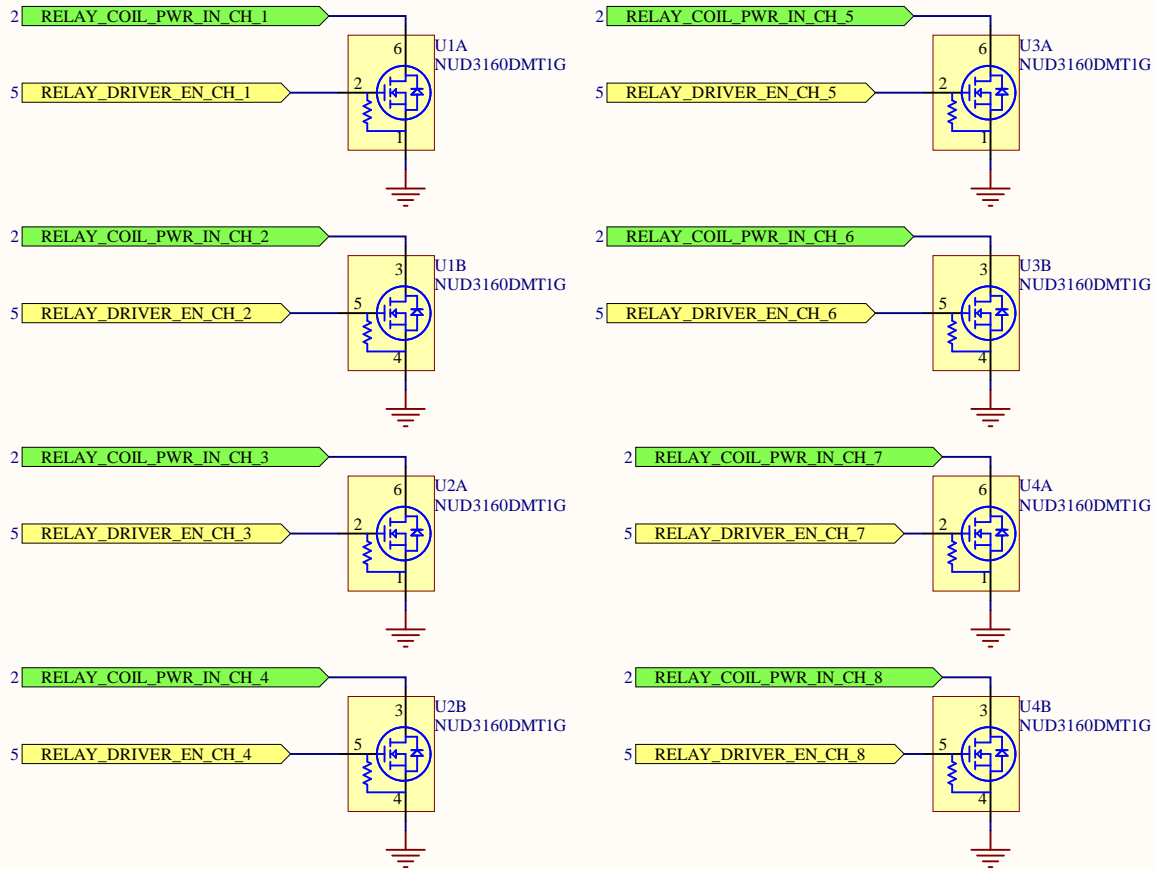 2 RELAY_COIL_PWR_IN_CH_1
6
U1A
NUD3160DMT1G
5 RELAY_DRIVER_EN_CH_1
2
1
2 RELAY_COIL_PWR_IN_CH_5
6
U3A
NUD3160DMT1G
5 RELAY_DRIVER_EN_CH_5
2
1
2 RELAY_COIL_PWR_IN_CH_2
3
U1B
NUD3160DMT1G
5 RELAY_DRIVER_EN_CH_2
5
4
2 RELAY_COIL_PWR_IN_CH_6
3
U3B
NUD3160DMT1G
5 RELAY_DRIVER_EN_CH_6
5
4
2 RELAY_COIL_PWR_IN_CH_3
6
U2A
NUD3160DMT1G
5 RELAY_DRIVER_EN_CH_3
2
1
2 RELAY_COIL_PWR_IN_CH_7
6
U4A
NUD3160DMT1G
5 RELAY_DRIVER_EN_CH_7
2
1
2 RELAY_COIL_PWR_IN_CH_4
3
U2B
NUD3160DMT1G
5 RELAY_DRIVER_EN_CH_4
5
4
2 RELAY_COIL_PWR_IN_CH_8
3
U4B
NUD3160DMT1G
5 RELAY_DRIVER_EN_CH_8
5
4